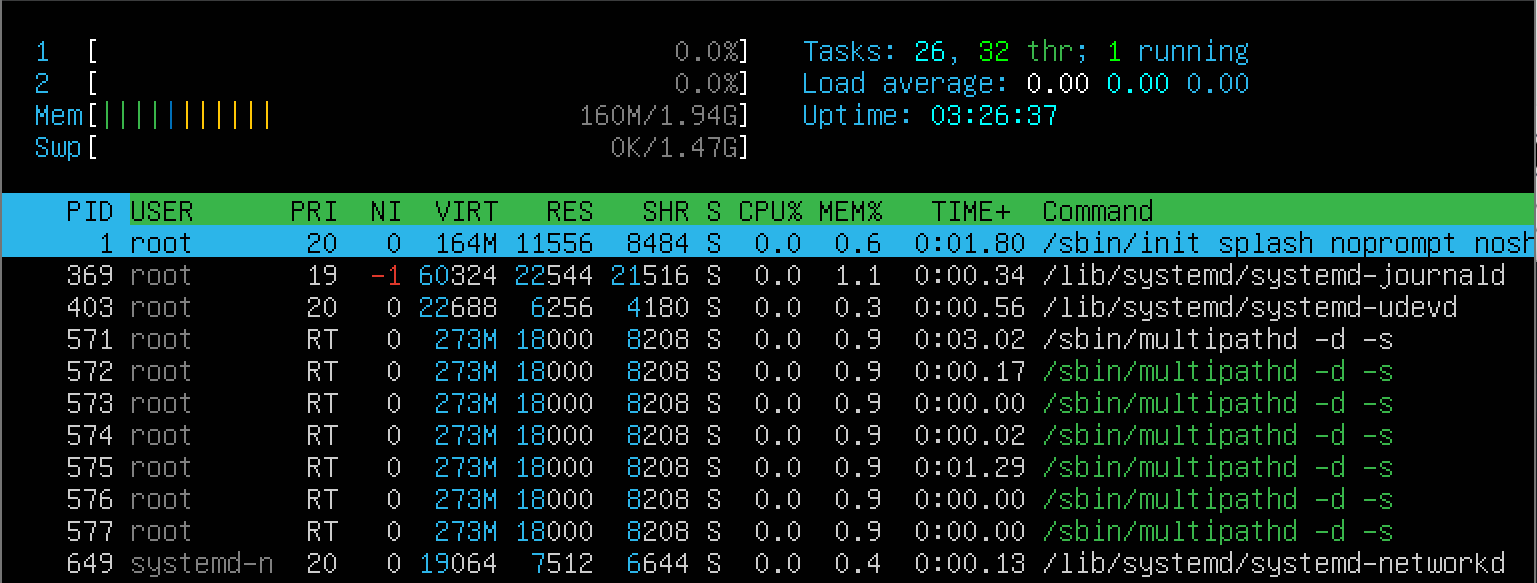 1 [ 0.0%] Tasks: 26, 32 thr; 1 running
2 [ 0.0%] Load average: 0.00 0.00 0.00
Mem[|||||||||||| 160M/1.94G] Uptime: 03:26:37
Swp[ 0K/1.47G]
PID USER PRI NI VIRT RES SHR S CPU% MEM% TIME+ Command
1 root 20 0 164M 11556 8484 S 0.0 0.6 0:01.80 /sbin/init splash noprompt nosh
369 root 19 -1 60324 22544 21516 S 0.0 1.1 0:00.34 /lib/systemd/systemd-journald
403 root 20 0 22688 6256 4180 S 0.0 0.3 0:00.56 /lib/systemd/systemd-udevd
571 root RT 0 273M 18000 8208 S 0.0 0.9 0:03.02 /sbin/multipathd -d -s
572 root RT 0 273M 18000 8208 S 0.0 0.9 0:00.17 /sbin/multipathd -d -s
573 root RT 0 273M 18000 8208 S 0.0 0.9 0:00.00 /sbin/multipathd -d -s
574 root RT 0 273M 18000 8208 S 0.0 0.9 0:00.02 /sbin/multipathd -d -s
575 root RT 0 273M 18000 8208 S 0.0 0.9 0:01.29 /sbin/multipathd -d -s
576 root RT 0 273M 18000 8208 S 0.0 0.9 0:00.00 /sbin/multipathd -d -s
577 root RT 0 273M 18000 8208 S 0.0 0.9 0:00.00 /sbin/multipathd -d -s
649 systemd-n 20 0 19064 7512 6644 S 0.0 0.4 0:00.13 /lib/systemd/systemd-networkd